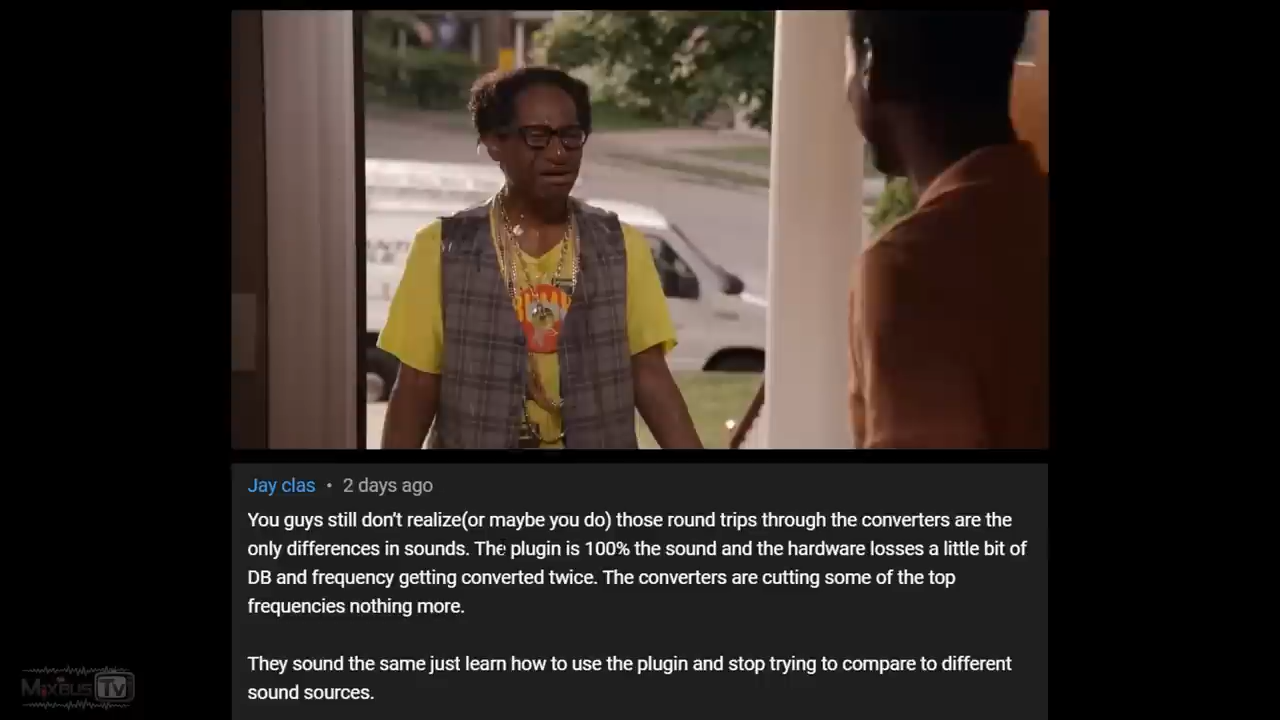 Jay clas • 2 days ago
You guys still don't realize(or maybe you do) those round trips through the converters are the
only differences in sounds. The plugin is 100% the sound and the hardware losses a little bit of
DB and frequency getting converted twice. The converters are cutting some of the top
frequencies nothing more.
They sound the same just learn how to use the plugin and stop trying to compare to different
sound sources.
MixBus TV